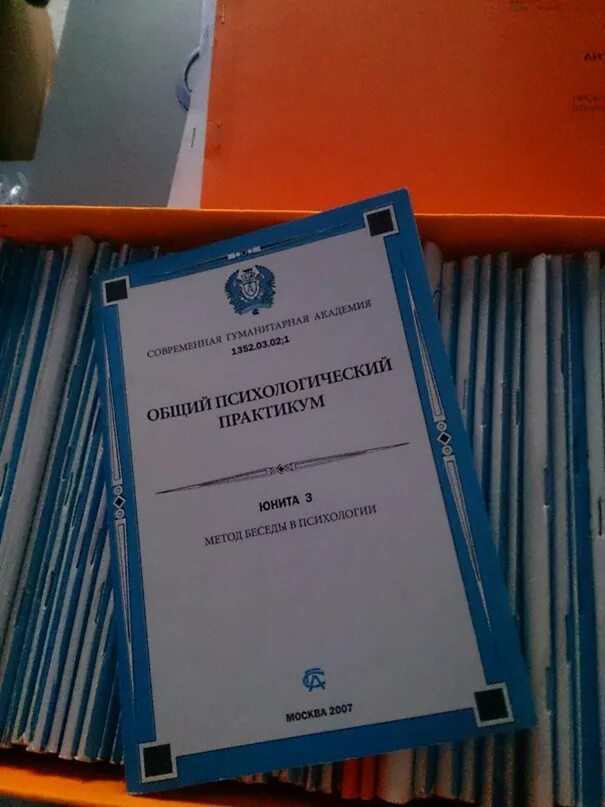 СОВРЕМЕННАЯ ГУМАНИТАРНАЯ АКАДЕМИЯ
1352.03.02;1
ОБЩИЙ ПСИХОЛОГИЧЕСКИЙ
ПРАКТИКУМ
ЮНИТА 3
МЕТОД БЕСЕДЫ В ПСИХОЛОГИИ
МОСКВА 2007